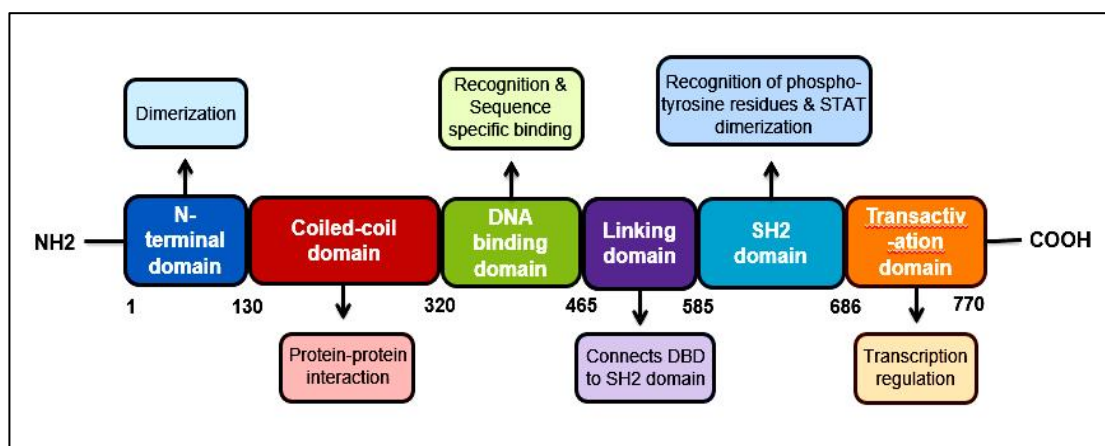 Dimerization
Recognition &
Sequence
specific binding
Recognition of phospho-
tyrosine residues & STAT
dimerization
NH2
N-
terminal
domain
Coiled-coil
domain
DNA
binding
domain
Linking
domain
SH2
domain
Transactiv
-ation
domain
COOH
1 130 320 465 585 686 770
Protein-protein
interaction
Connects DBD
to SH2 domain
Transcription
regulation